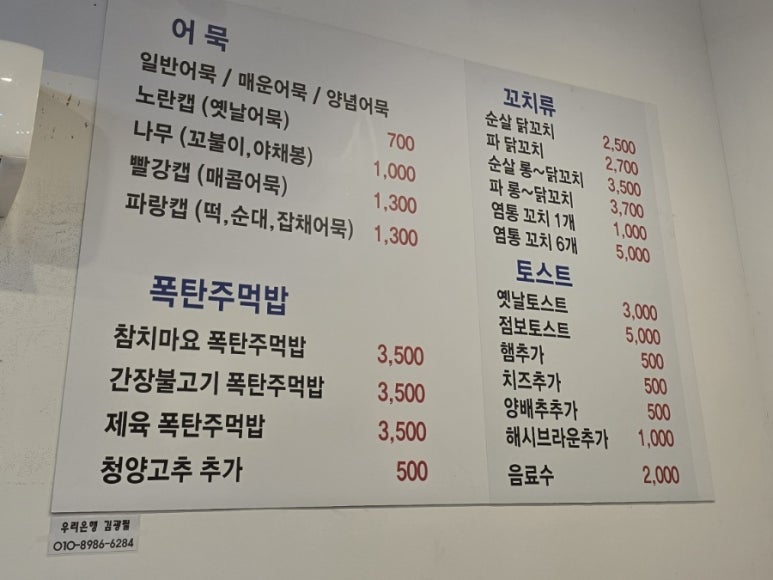 어묵
일반어묵 / 매운어묵 / 양념어묵
노란캡 (옛날어묵) 700
나무 (꼬불이,야채봉) 1,000
빨강캡 (매콤어묵) 1,300
파랑캡 (떡,순대,잡채어묵) 1,300
폭탄주먹밥
참치마요 폭탄주먹밥 3,500
간장불고기 폭탄주먹밥 3,500
제육 폭탄주먹밥 3,500
청양고추 추가 500
꼬치류
순살 닭꼬치 2,500
파 닭꼬치 2,700
순살 롱~닭꼬치 3,500
파 롱~닭꼬치 3,700
염통 꼬치 1개 1,000
염통 꼬치 6개 5,000
토스트
옛날토스트 3,000
점보토스트 5,000
햄추가 500
치즈추가 500
양배추추가 500
해시브라운추가 1,000
음료수 2,000
우리은행 김광필
010-8986-6284